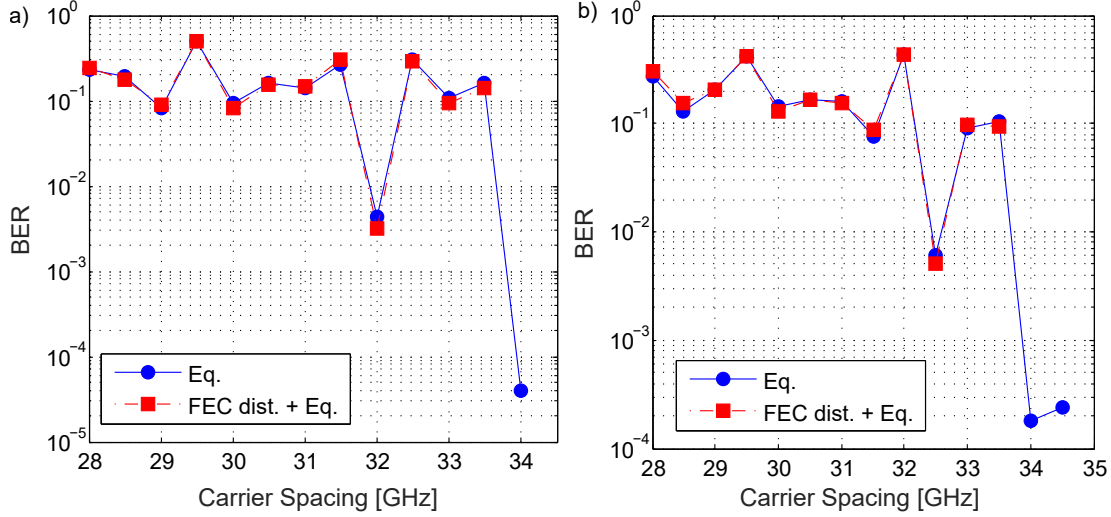 a)
10^0
10^-1
10^-2
10^-3
10^-4
10^-5
BER
Eq.
FEC dist. + Eq.
28 29 30 31 32 33 34
Carrier Spacing [GHz]
b)
10^0
10^-1
10^-2
10^-3
10^-4
BER
Eq.
FEC dist. + Eq.
28 29 30 31 32 33 34 35
Carrier Spacing [GHz]